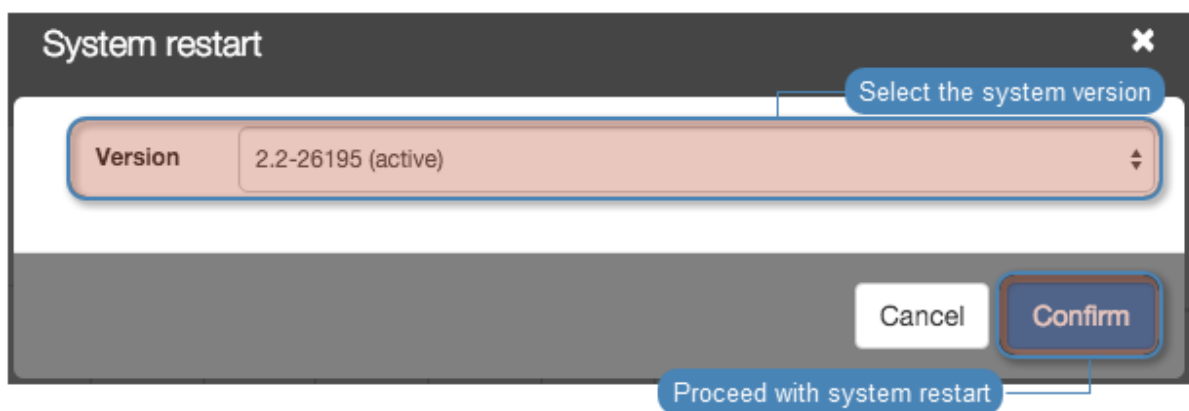 System restart
Select the system version
Version 2.2-26195 (active)
Cancel Confirm
Proceed with system restart